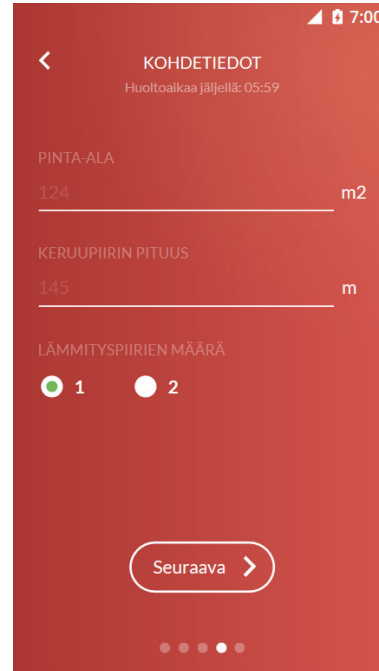 7:00
KOHDETIEDOT
Huoltoaikaa jäljellä: 05:59
PINTA-ALA
124 m2
KERUUPIIRIN PITUUS
145 m
LÄMMITYSPIIRIEN MÄÄRÄ
1 2
Seuraava